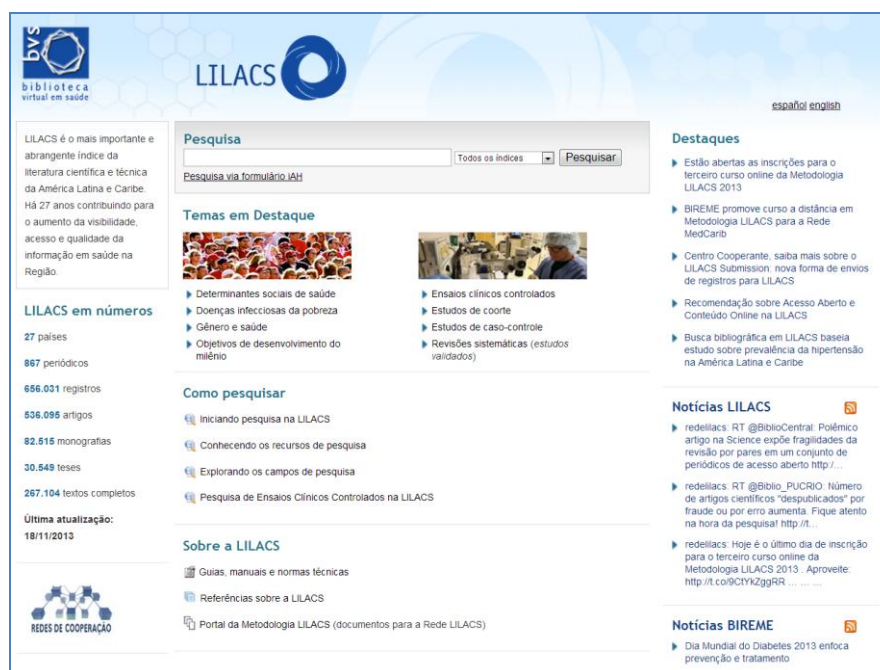 bvs
biblioteca
virtual em saúde
LILACS
español english
LILACS é o mais importante e
abrangente índice da
literatura científica e técnica
da América Latina e Caribe.
Há 27 anos contribuindo para
o aumento da visibilidade,
acesso e qualidade da
informação em saúde na
Região.
LILACS em números
27 países
867 periódicos
656.031 registros
536.095 artigos
82.515 monografias
30.549 teses
267.104 textos completos
Última atualização:
18/11/2013
REDES DE COOPERAÇÃO
Pesquisa
Todos os índices
Pesquisar
Pesquisa via formulário iAH
Temas em Destaque
Determinantes sociais de saúde
Doenças infecciosas da pobreza
Gênero e saúde
Objetivos de desenvolvimento do
milênio
Ensaios clínicos controlados
Estudos de coorte
Estudos de caso-controle
Revisões sistemáticas (estudos
validados)
Como pesquisar
Iniciando pesquisa na LILACS
Conhecendo os recursos de pesquisa
Explorando os campos de pesquisa
Pesquisa de Ensaios Clínicos Controlados na LILACS
Sobre a LILACS
Guias, manuais e normas técnicas
Referências sobre a LILACS
Portal da Metodologia LILACS (documentos para a Rede LILACS)
Destaques
Estão abertas as inscrições para o
terceiro curso online da Metodologia
LILACS 2013
BIREME promove curso a distância em
Metodologia LILACS para a Rede
MedCarib
Centro Cooperante, saiba mais sobre o
LILACS Submission: nova forma de envios
de registros para LILACS
Recomendação sobre Acesso Aberto e
Conteúdo Online na LILACS
Busca bibliográfica em LILACS baseia
estudo sobre prevalência da hipertensão
na América Latina e Caribe
Notícias LILACS
redelilacs: RT @BiblioCentral: Polêmico
artigo na Science expõe fragilidades da
revisão por pares em um conjunto de
periódicos de acesso aberto http:/...
redelilacs: RT @Biblio_PUCRIO: Número
de artigos científicos "despublicados" por
fraude ou por erro aumenta. Fique atento
na hora da pesquisa! http://t...
redelilacs: Hoje é o último dia de inscrição
para o terceiro curso online da
Metodologia LILACS 2013 . Aproveite:
http://t.co/9CtYkZggRR ... ... ...
Notícias BIREME
Dia Mundial do Diabetes 2013 enfoca
prevenção e tratamento